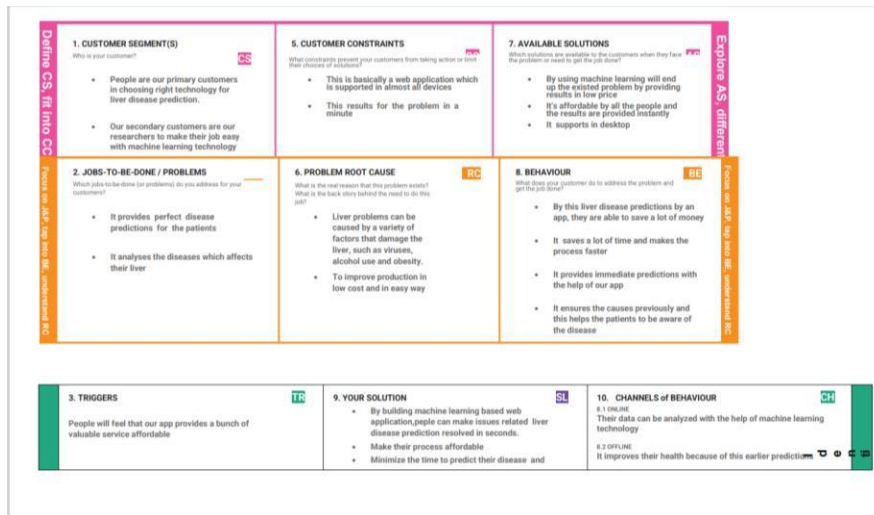 Define CS, fit into CC
1. CUSTOMER SEGMENT(S)
Who is your customer?
CS
• People are our primary customers
in choosing right technology for
liver disease prediction.
• Our secondary customers are our
researchers to make their job easy
with machine learning technology
5. CUSTOMER CONSTRAINTS
What constraints prevent your customers from taking action or limit
their choices of solutions?
• This is basically a web application which
is supported in almost all devices
• This results for the problem in a
minute
7. AVAILABLE SOLUTIONS
Which solutions are available to the customers when they face
the problem or need to get the job done?
AS
• By using machine learning will end
up the existed problem by providing
results in low price
• It's affordable by all the people and
the results are provided instantly
• It supports in desktop
Explore AS, different
Focus on J&P, tap into BE, understand RC
2. JOBS-TO-BE-DONE / PROBLEMS
Which jobs-to-be-done (or problems) do you address for your
customers?
• It provides perfect disease
predictions for the patients
• It analyses the diseases which affects
their liver
6. PROBLEM ROOT CAUSE
RC
What is the real reason that this problem exists?
What is the back story behind the need to do this
job?
• Liver problems can be
caused by a variety of
factors that damage the
liver, such as viruses,
alcohol use and obesity.
• To improve production in
low cost and in easy way
8. BEHAVIOUR
BE
What does your customer do to address the problem and
get the job done?
• By this liver disease predictions by an
app, they are able to save a lot of money
• It saves a lot of time and makes the
process faster
• It provides immediate predictions with
the help of our app
• It ensures the causes previously and
this helps the patients to be aware of
the disease
Focus on J&P, tap into BE, understand RC
3. TRIGGERS
TR
People will feel that our app provides a bunch of
valuable service affordable
9. YOUR SOLUTION
SL
• By building machine learning based web
application,peple can make issues related liver
disease prediction resolved in seconds.
• Make their process affordable
• Minimize the time to predict their disease and
10. CHANNELS of BEHAVIOUR
CH
8.1 ONLINE
Their data can be analyzed with the help of machine learning
technology
8.2 OFFLINE
It improves their health because of this earlier predictions